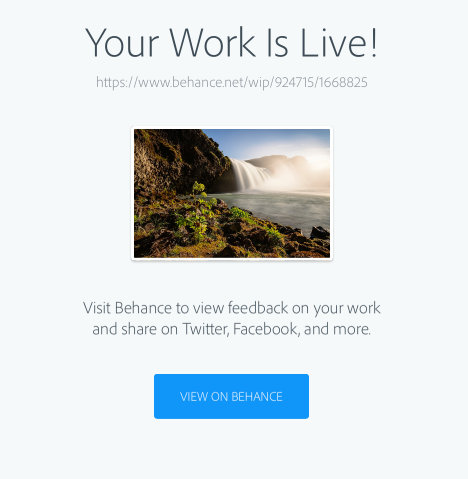 Your Work Is Live!
https://www.behance.net/wip/924715/1668825
Visit Behance to view feedback on your work
and share on Twitter, Facebook, and more.
VIEW ON BEHANCE